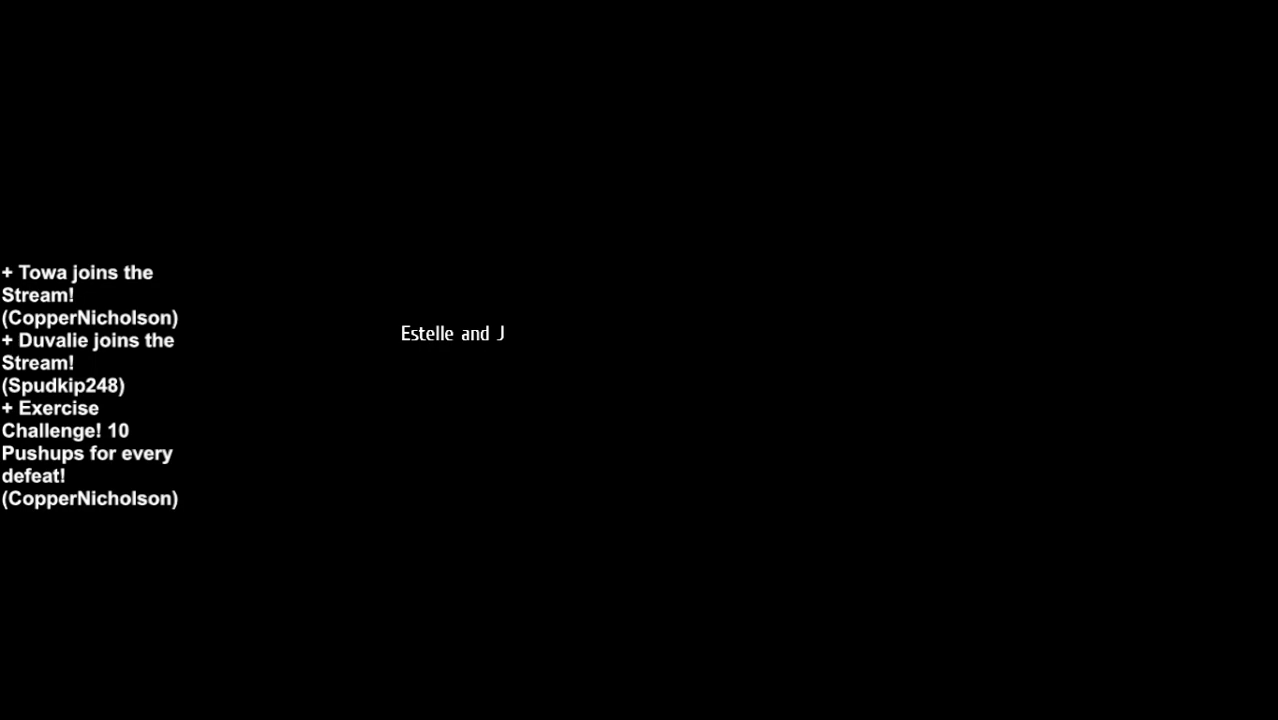 + Towa joins the
Stream!
(CopperNicholson)
+ Duvalie joins the
Stream!
(Spudkip248)
+ Exercise
Challenge! 10
Pushups for every
defeat!
(CopperNicholson)
Estelle and J